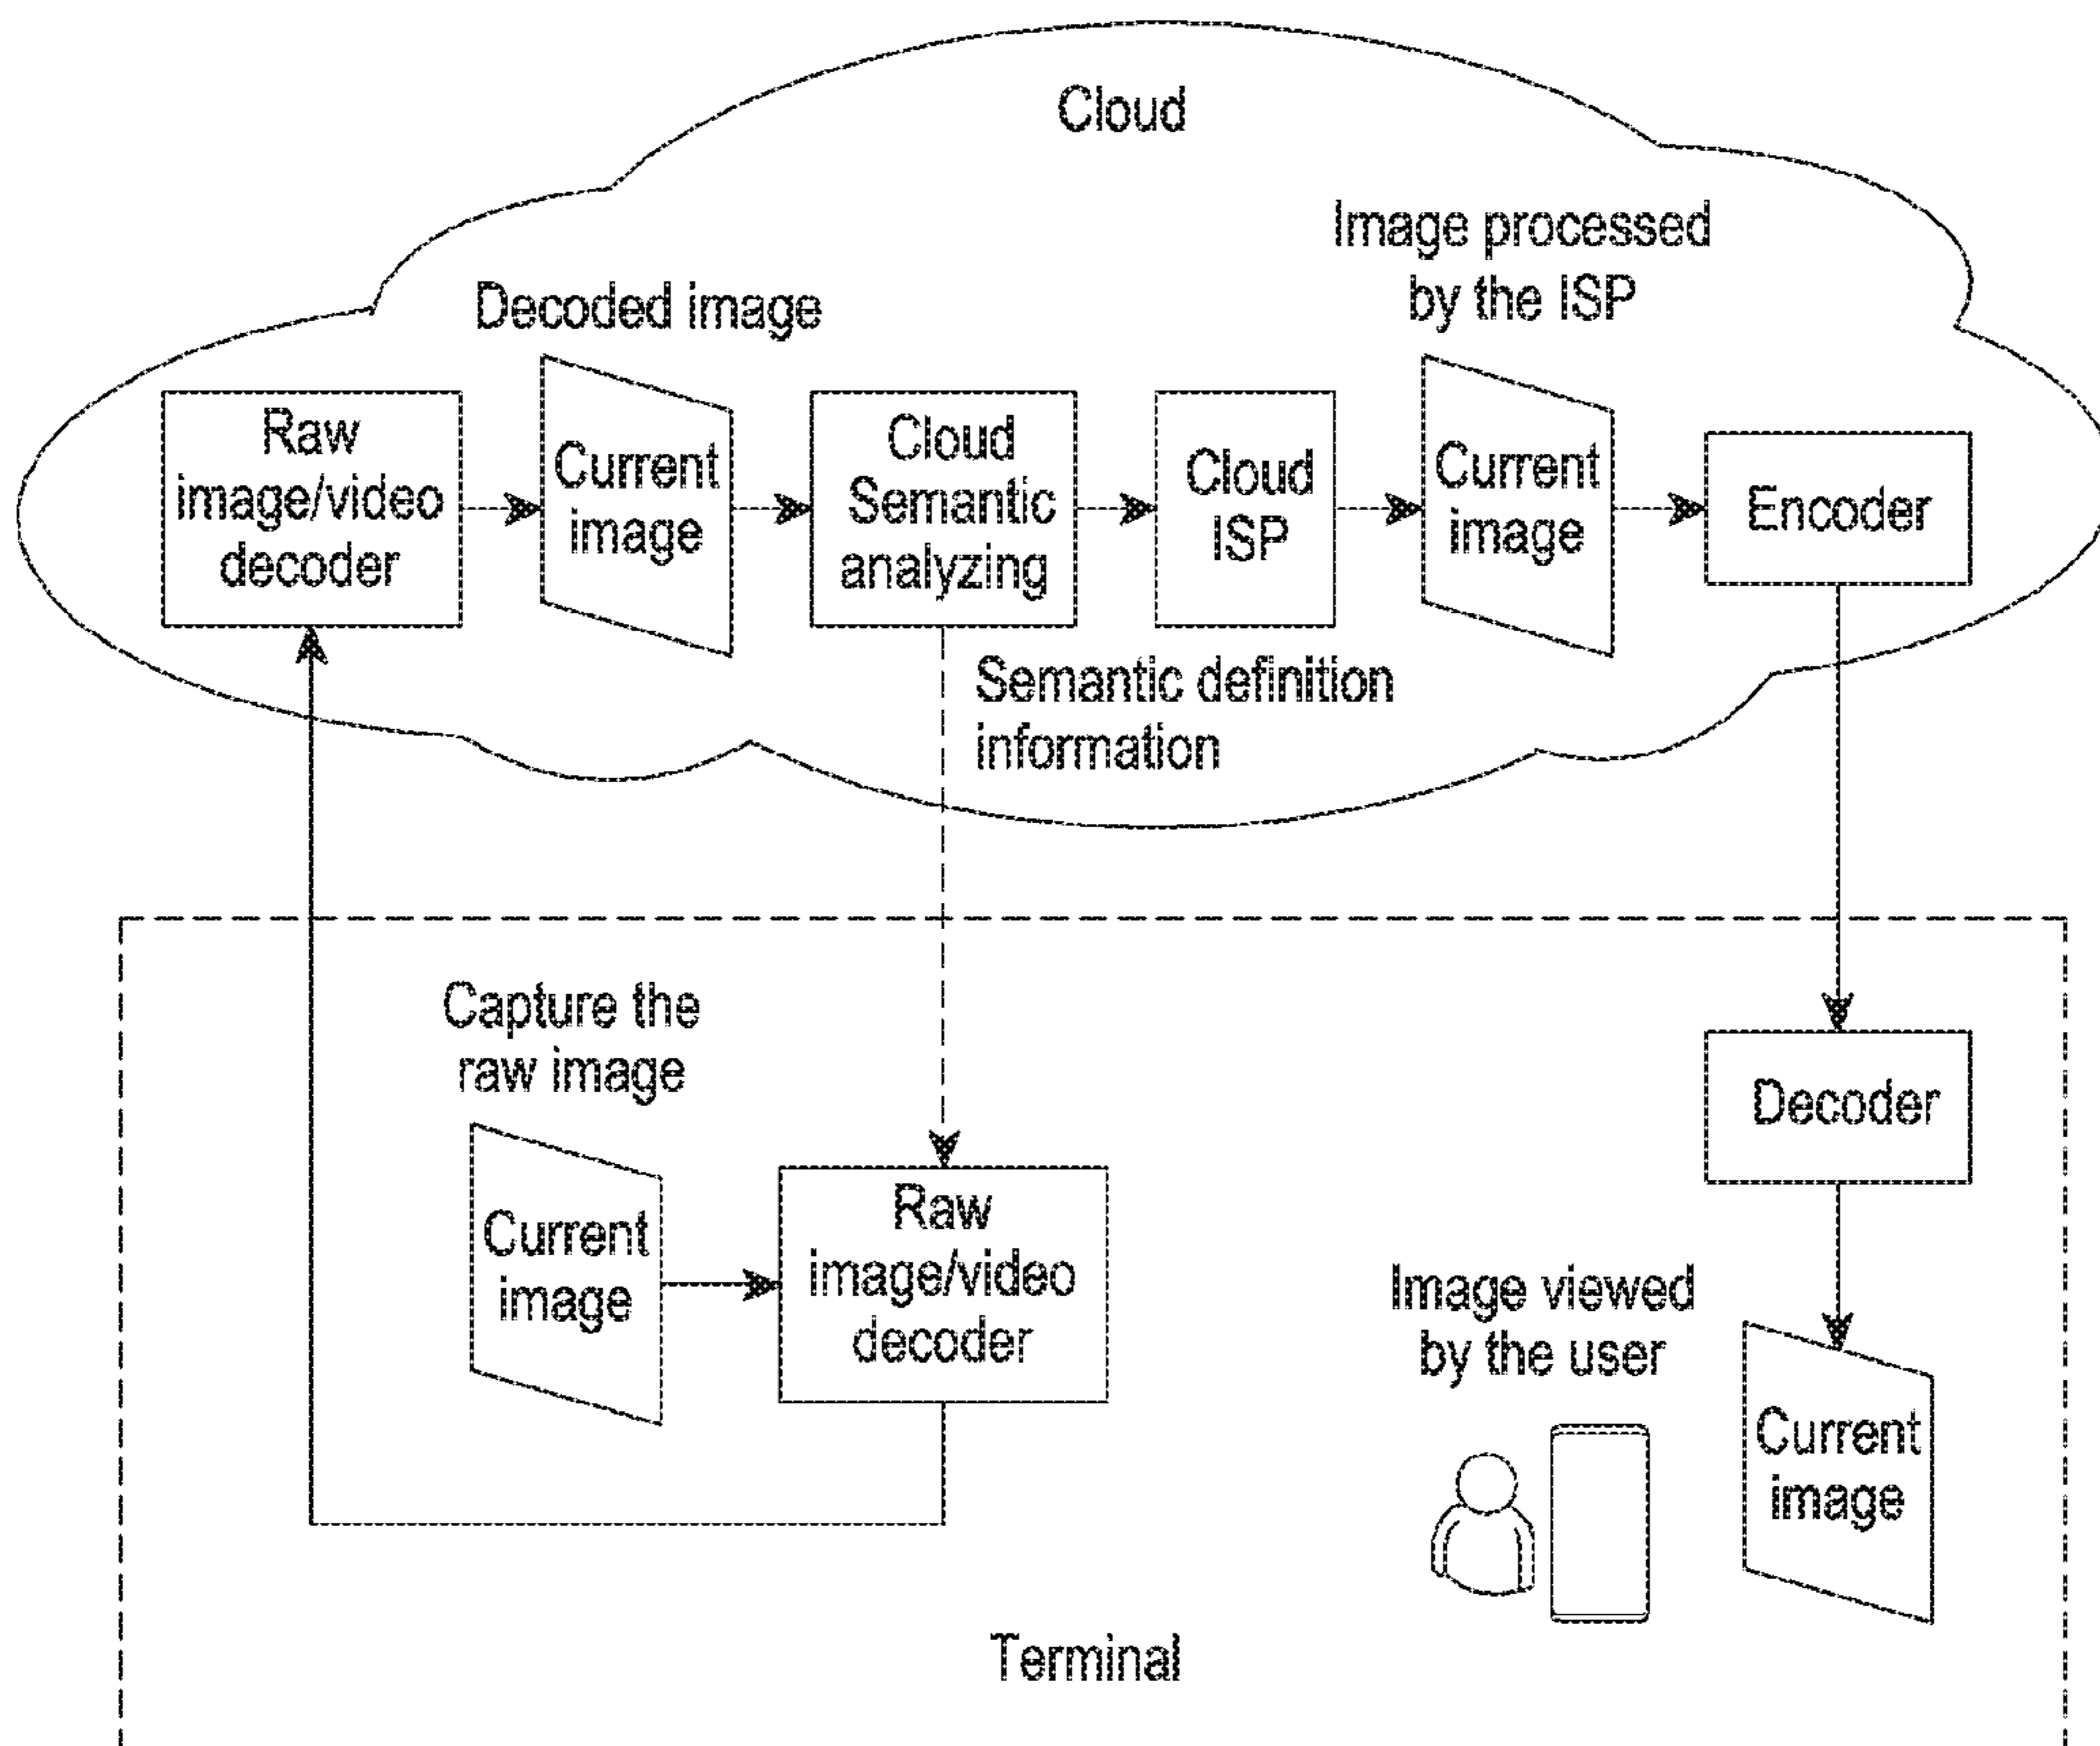 Cloud
Image processed
by the ISP
Decoded image
Raw
image/video
decoder
Current
image
Cloud
Semantic
analyzing
Cloud
ISP
Current
image
Encoder
Semantic definition
information
Capture the
raw image
Current
image
Raw
image/video
decoder
Decoder
Image viewed
by the user
Current
image
Terminal